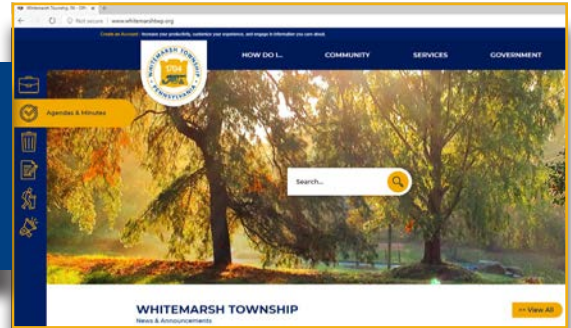 Whitemarsh Township, PA - Offi
Not secure | www.whitemarshtwp.org
Create an Account - Increase your productivity, customize your experience, and engage in information you care about.
WHITEMARSH TOWNSHIP
1704
PENNSYLVANIA
HOW DO I...
COMMUNITY
SERVICES
GOVERNMENT
Agendas & Minutes
Search...
WHITEMARSH TOWNSHIP
News & Announcements
>> View All